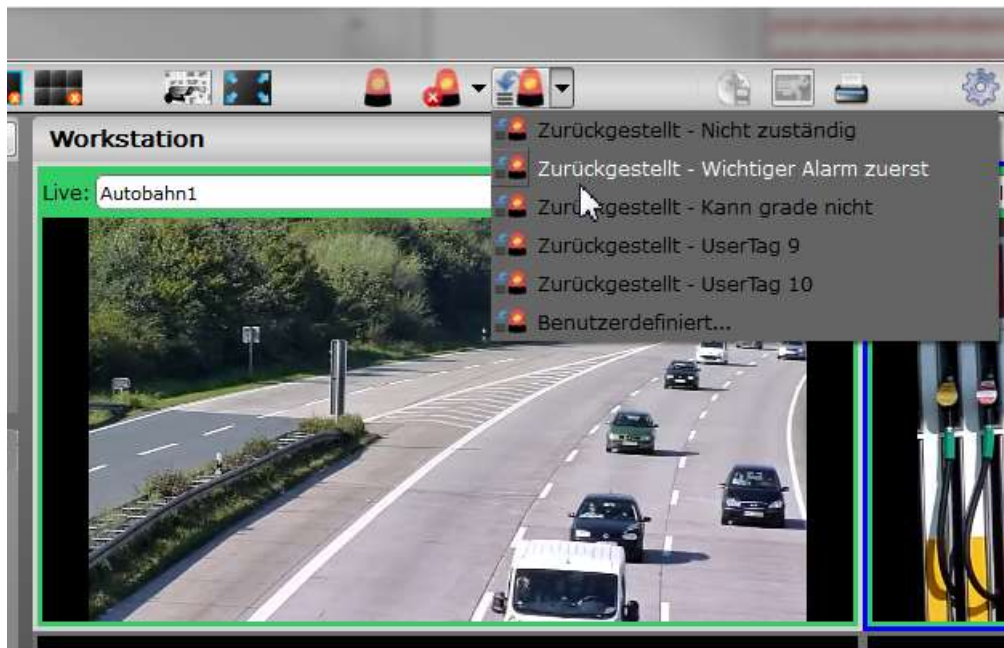 Workstation
Live: Autobahn1
Zurückgestellt - Nicht zuständig
Zurückgestellt - Wichtiger Alarm zuerst
Zurückgestellt - Kann grade nicht
Zurückgestellt - UserTag 9
Zurückgestellt - UserTag 10
Benutzerdefiniert...